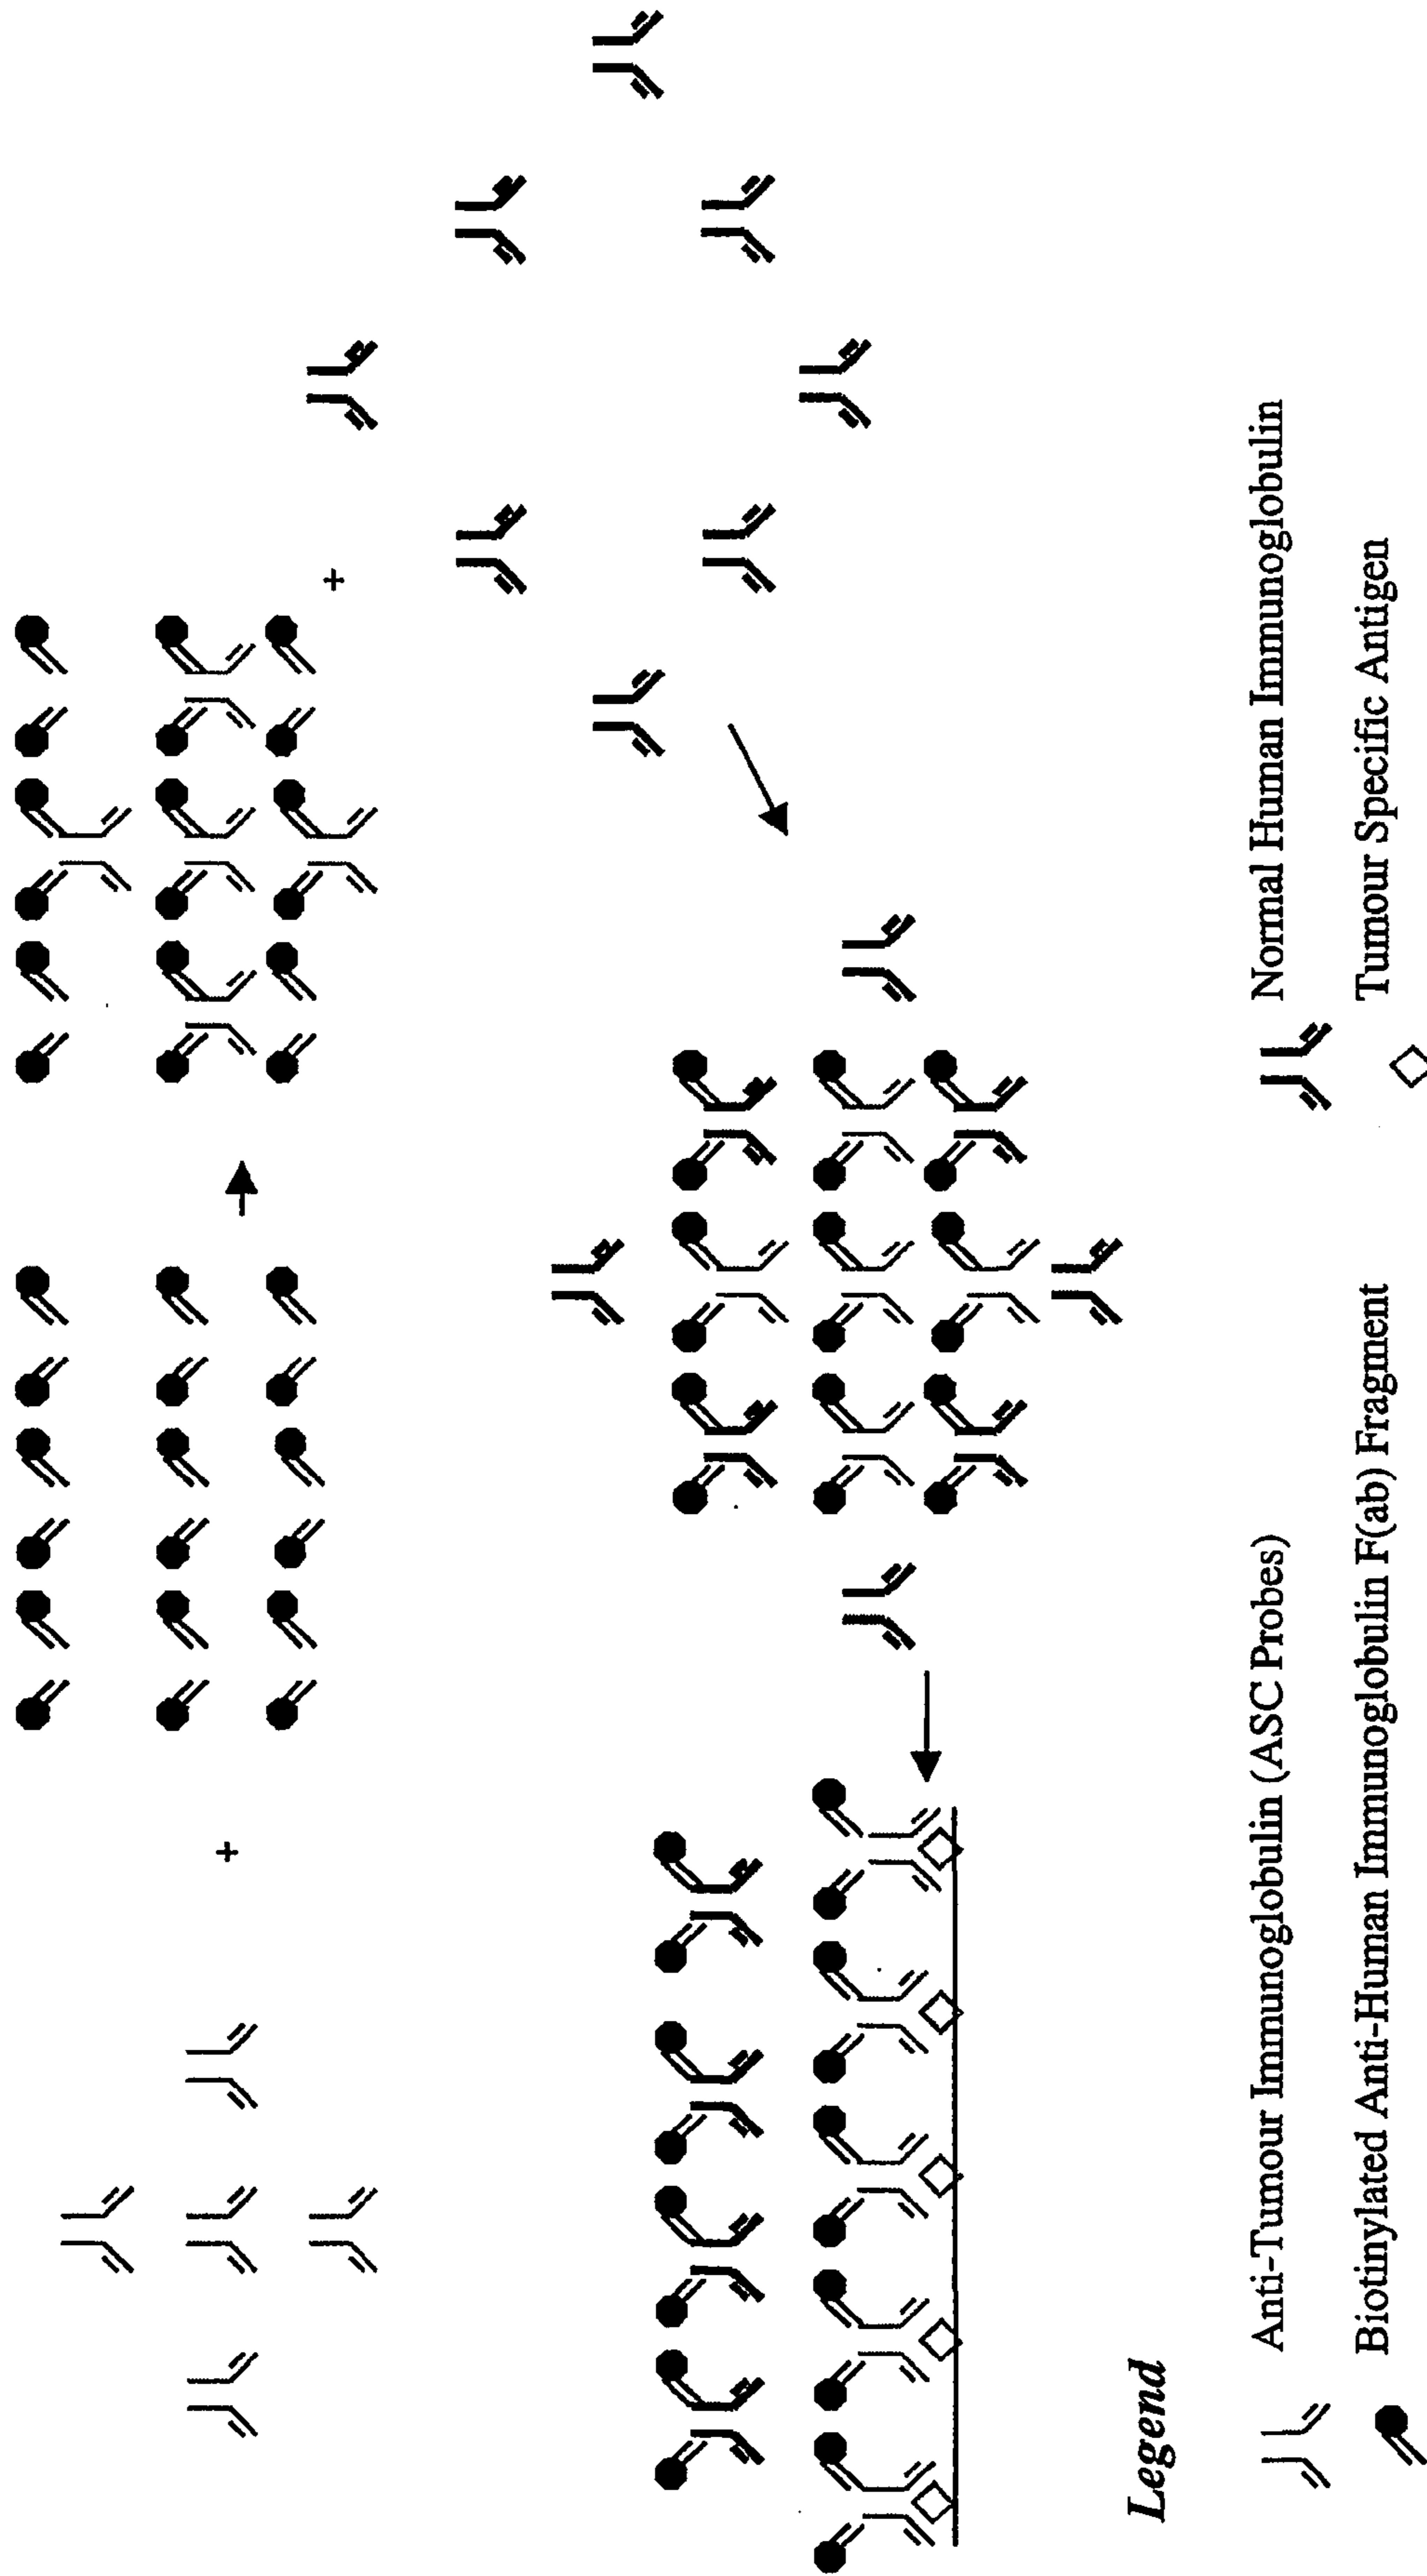 +
+
Legend
Anti-Tumour Immunoglobulin (ASC Probes)
Normal Human Immunoglobulin
Biotinylated Anti-Human Immunoglobulin F(ab) Fragment
Tumour Specific Antigen